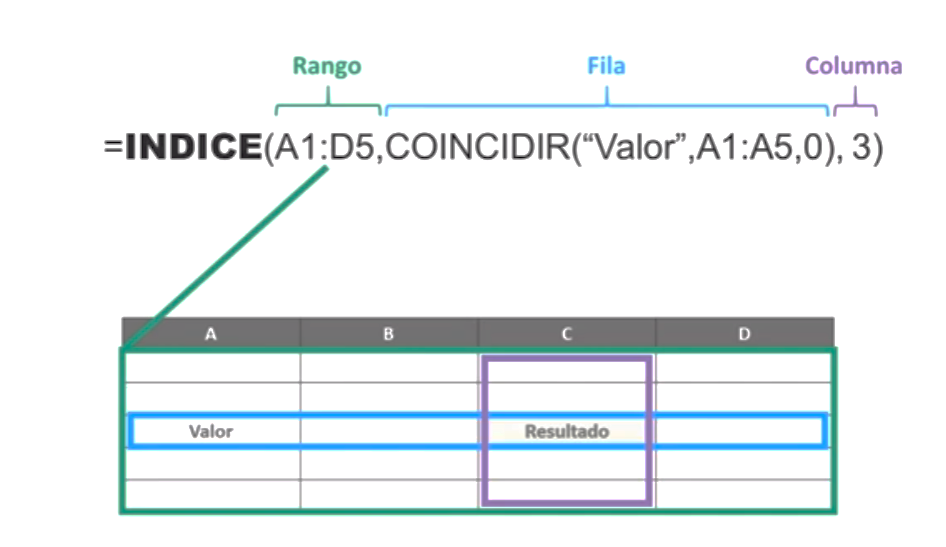 Rango Fila Columna
=INDICE(A1:D5,COINCIDIR(“Valor”,A1:A5,0), 3)
A B C D
Valor Resultado